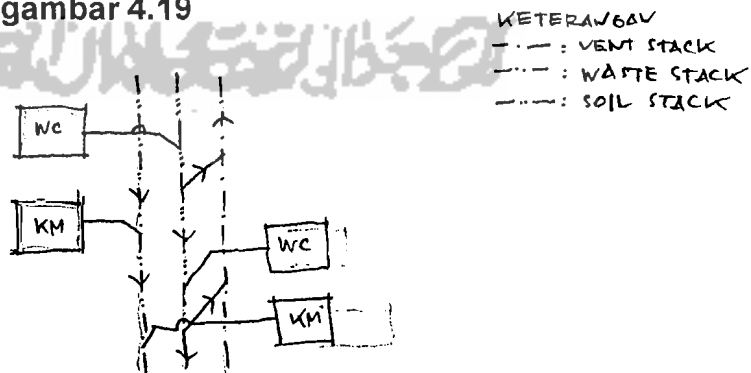 gambar 4.19
KETERANGAN
: VENT STACK
: WASTE STACK
: SOIL STACK
WC
KM
WC
KM